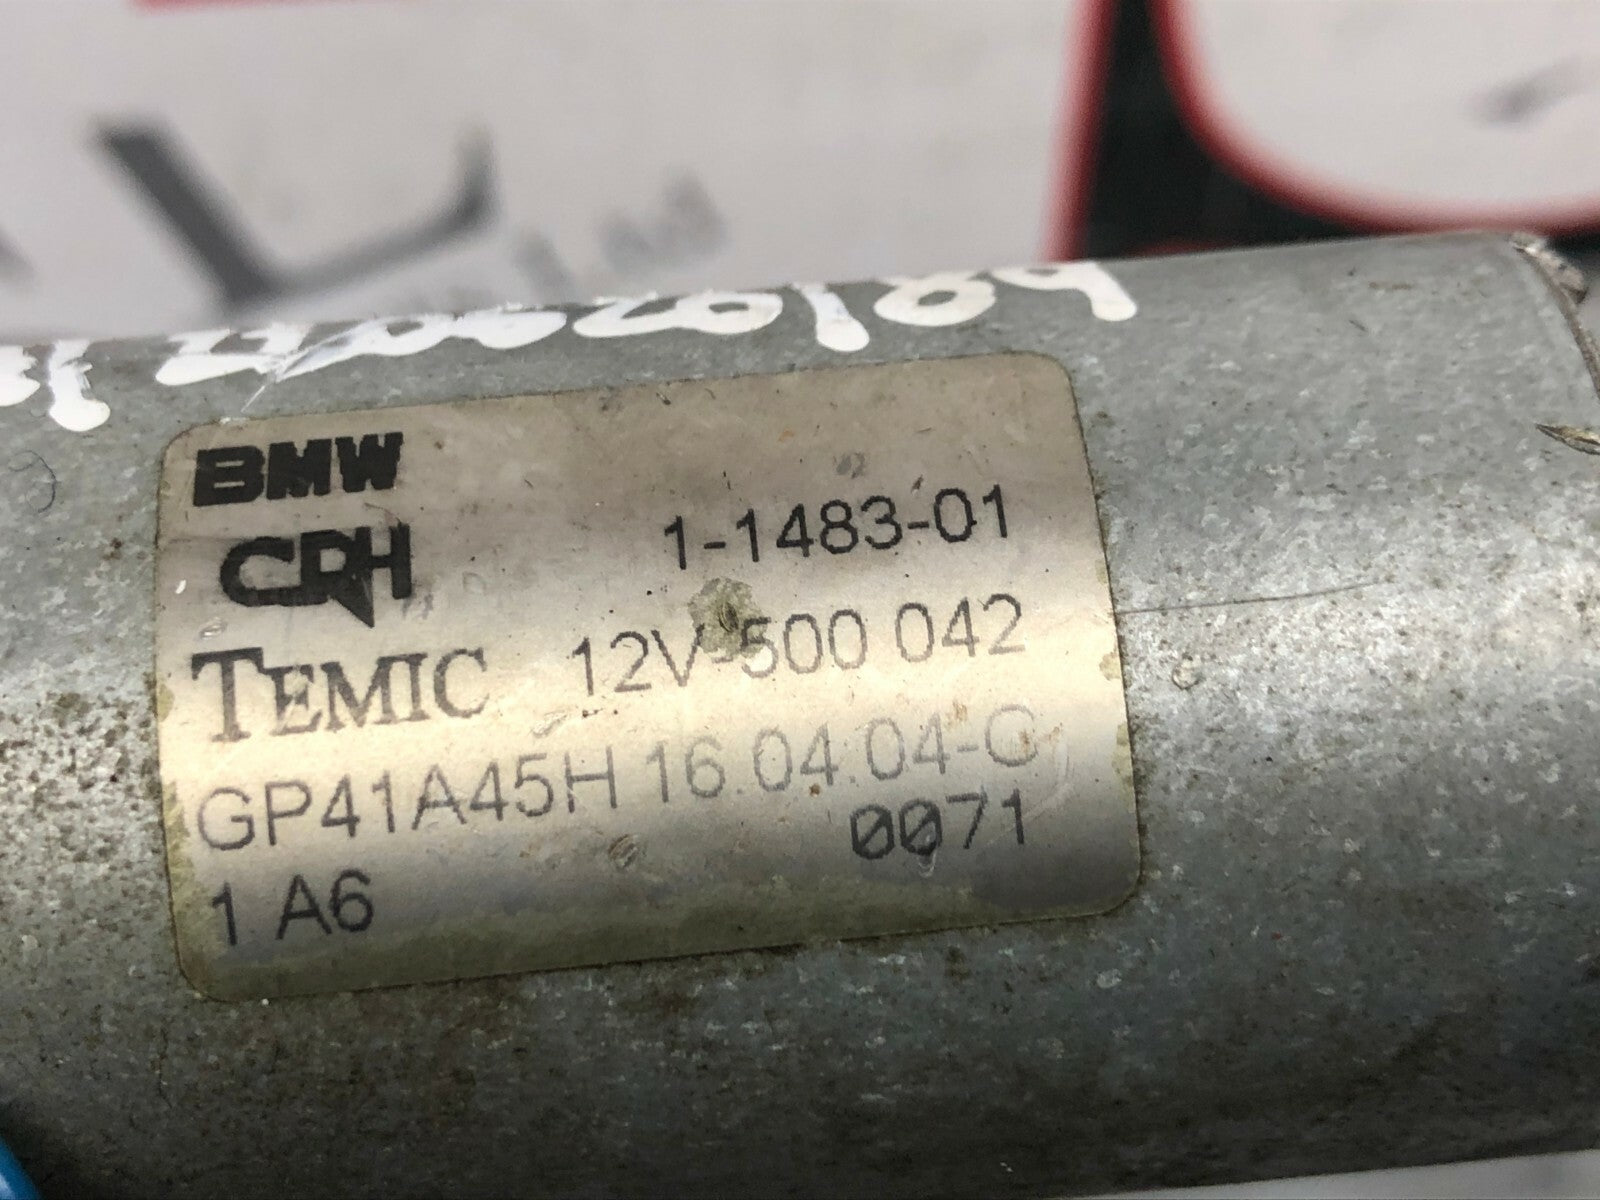 BMW
CRH 1-1483-01
TEMIC 12V-500 042
GP41A45H 16.04.04-C
0071
1 A6